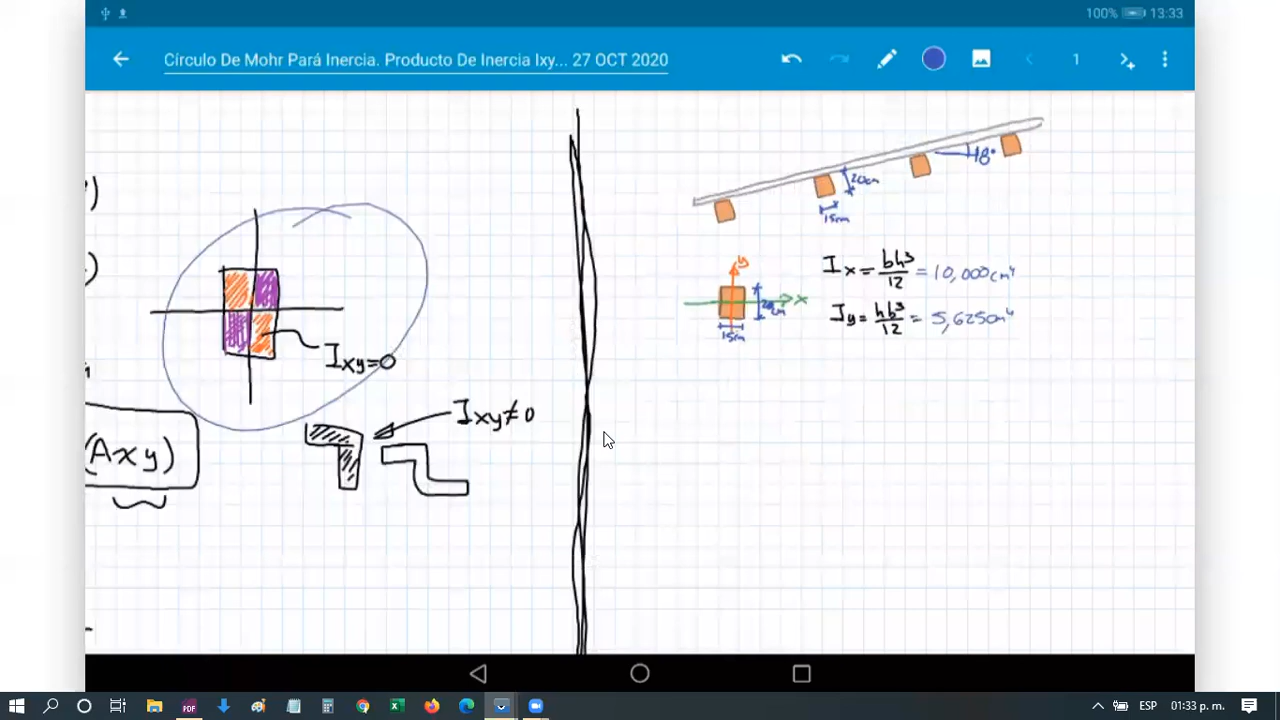 100% 13:33
Círculo De Mohr Pará Inercia. Producto De Inercia Ixy... 27 OCT 2020
1
)
)
Ixy=0
Ixy≠0
(Axy)
18°
20cm
15cm
y
x
20cm
15cm
Ix = bh³/12 = 10,000cm⁴
Iy = hb³/12 = 5,625cm⁴
ESP 01:33 p. m.